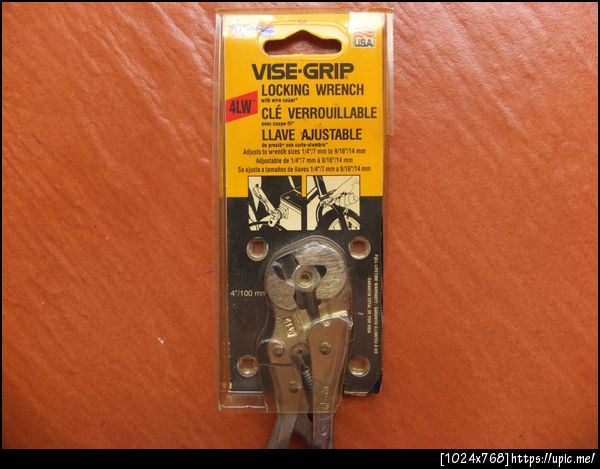 U.S.A.
VISE-GRIP
LOCKING WRENCH
with wire cutter*
4LW
CLÉ VERROUILLABLE
avec coupe-fil*
LLAVE AJUSTABLE
de presión con corta-alambre*
Adjusts to wrench sizes 1/4"/7 mm to 9/16"/14 mm
Adjustable de 1/4"/7 mm à 9/16"/14 mm
Se ajusta a tamaños de llaves 1/4"/7 mm a 9/16"/14 mm
4"/100 mm
FULL LIFETIME WARRANTY
[1024x768]https://upic.me/